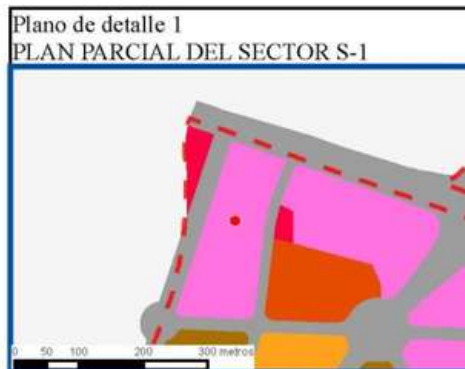 Plano de detalle 1
PLAN PARCIAL DEL SECTOR S-1
0 50 100 200 300 metros